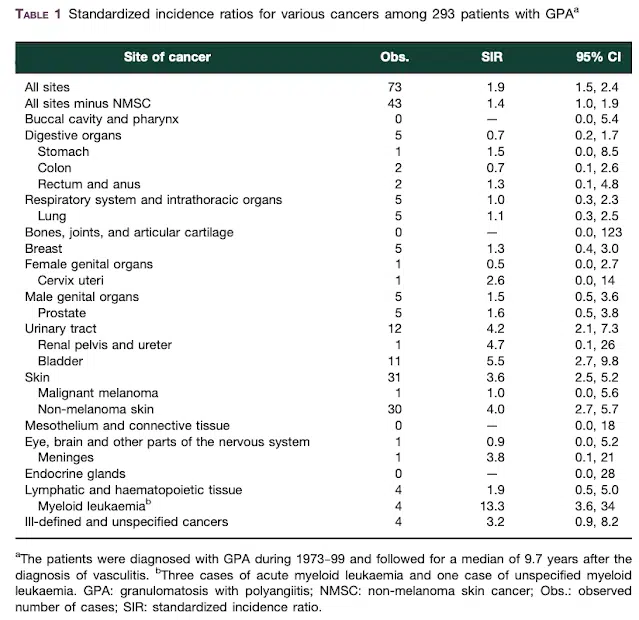 TABLE 1 Standardized incidence ratios for various cancers among 293 patients with GPAᵃ
Site of cancer Obs. SIR 95% CI
All sites 73 1.9 1.5, 2.4
All sites minus NMSC 43 1.4 1.0, 1.9
Buccal cavity and pharynx 0 — 0.0, 5.4
Digestive organs 5 0.7 0.2, 1.7
Stomach 1 1.5 0.0, 8.5
Colon 2 0.7 0.1, 2.6
Rectum and anus 2 1.3 0.1, 4.8
Respiratory system and intrathoracic organs 5 1.0 0.3, 2.3
Lung 5 1.1 0.3, 2.5
Bones, joints, and articular cartilage 0 — 0.0, 123
Breast 5 1.3 0.4, 3.0
Female genital organs 1 0.5 0.0, 2.7
Cervix uteri 1 2.6 0.0, 14
Male genital organs 5 1.5 0.5, 3.6
Prostate 5 1.6 0.5, 3.8
Urinary tract 12 4.2 2.1, 7.3
Renal pelvis and ureter 1 4.7 0.1, 26
Bladder 11 5.5 2.7, 9.8
Skin 31 3.6 2.5, 5.2
Malignant melanoma 1 1.0 0.0, 5.6
Non-melanoma skin 30 4.0 2.7, 5.7
Mesothelium and connective tissue 0 — 0.0, 18
Eye, brain and other parts of the nervous system 1 0.9 0.0, 5.2
Meninges 1 3.8 0.1, 21
Endocrine glands 0 — 0.0, 28
Lymphatic and haematopoietic tissue 4 1.9 0.5, 5.0
Myeloid leukaemiaᵇ 4 13.3 3.6, 34
Ill-defined and unspecified cancers 4 3.2 0.9, 8.2
ᵃThe patients were diagnosed with GPA during 1973–99 and followed for a median of 9.7 years after the
diagnosis of vasculitis. ᵇThree cases of acute myeloid leukaemia and one case of unspecified myeloid
leukaemia. GPA: granulomatosis with polyangiitis; NMSC: non-melanoma skin cancer; Obs.: observed
number of cases; SIR: standardized incidence ratio.